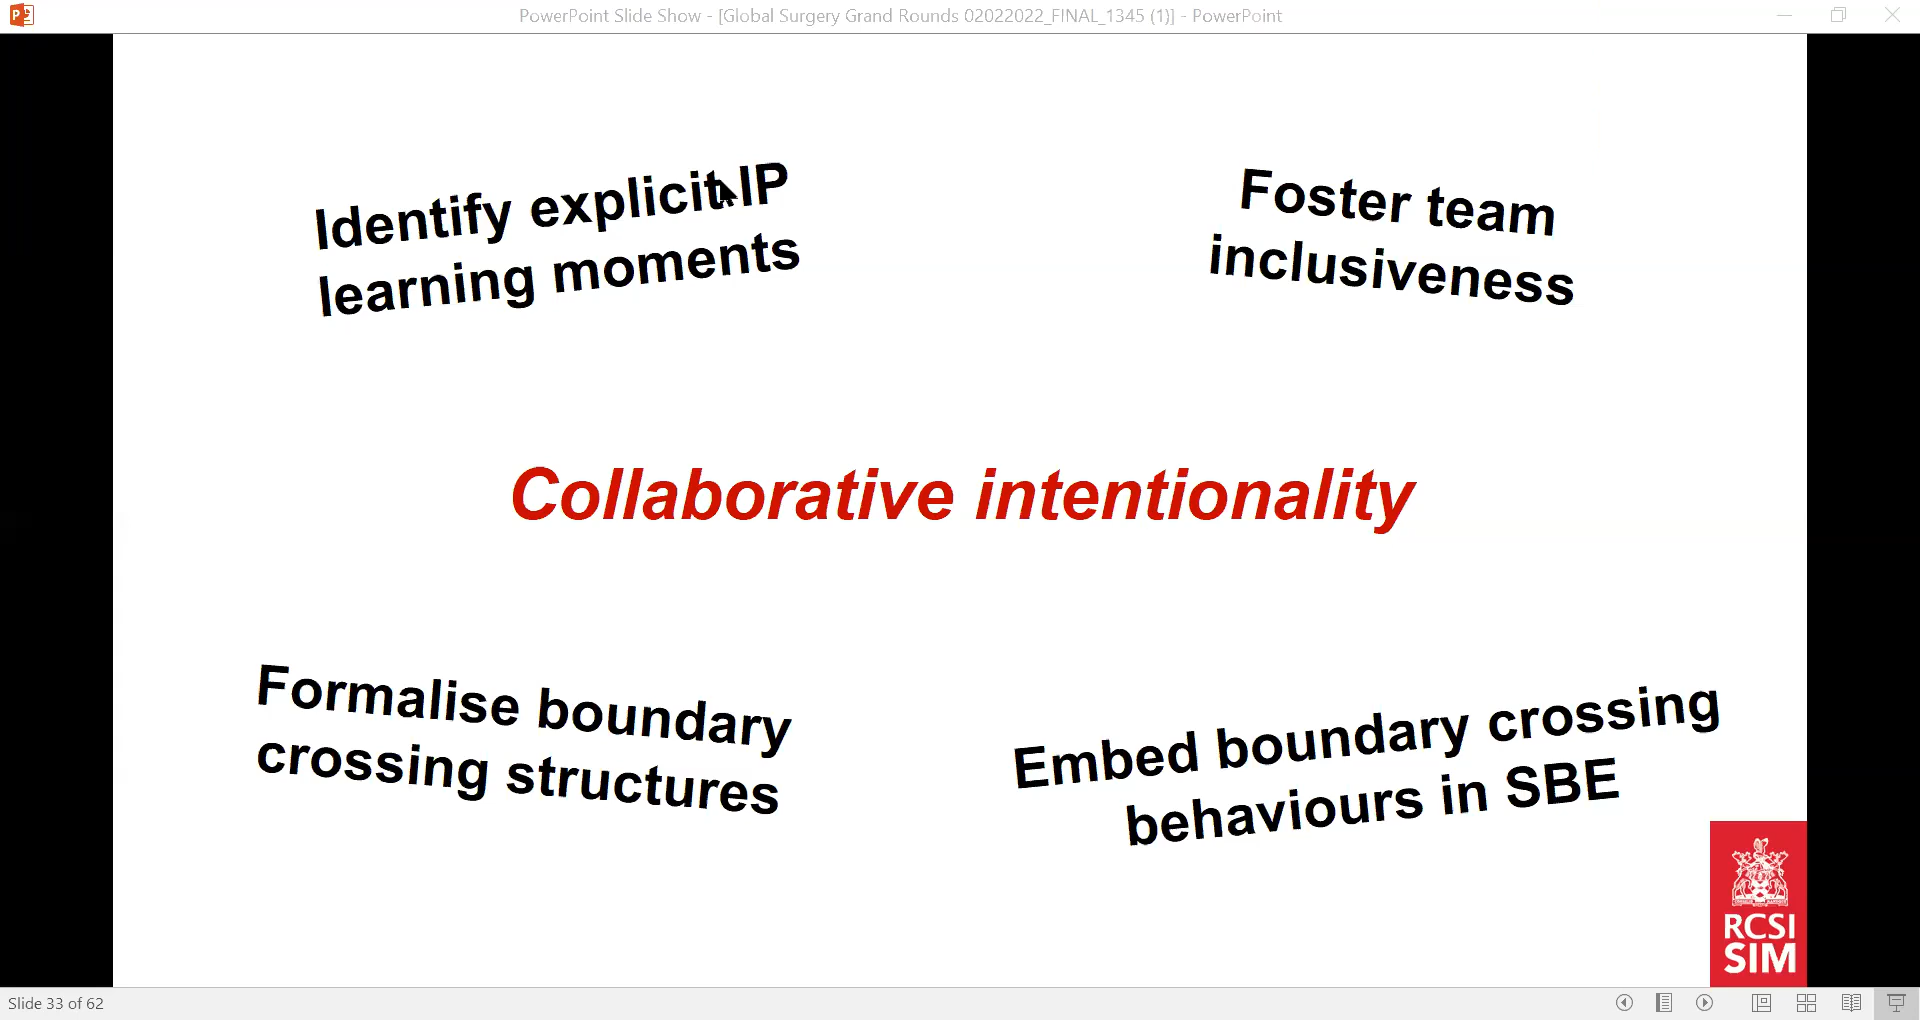 PowerPoint Slide Show - [Global Surgery Grand Rounds 02022022_FINAL_1345 (1)] - PowerPoint
Identify explicit IP
learning moments
Foster team
inclusiveness
Collaborative intentionality
Formalise boundary
crossing structures
Embed boundary crossing
behaviours in SBE
RCSI
SIM
Slide 33 of 62